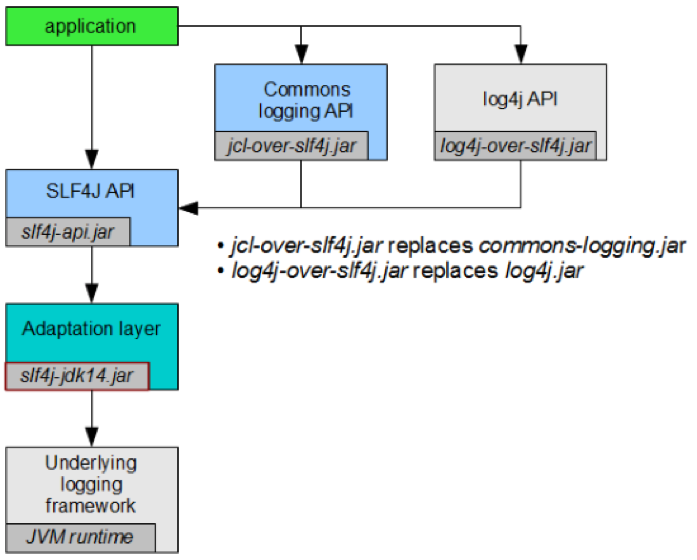 application
Commons
logging API
jcl-over-slf4j.jar
log4j API
log4j-over-slf4j.jar
SLF4J API
slf4j-api.jar
• jcl-over-slf4j.jar replaces commons-logging.jar
• log4j-over-slf4j.jar replaces log4j.jar
Adaptation layer
slf4j-jdk14.jar
Underlying
logging
framework
JVM runtime